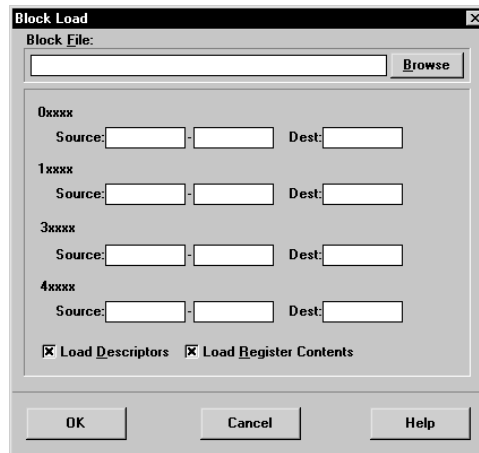 Block Load
Block File:
Browse
0xxxx
Source: - Dest:
1xxxx
Source: - Dest:
3xxxx
Source: - Dest:
4xxxx
Source: - Dest:
Load Descriptors Load Register Contents
OK Cancel Help